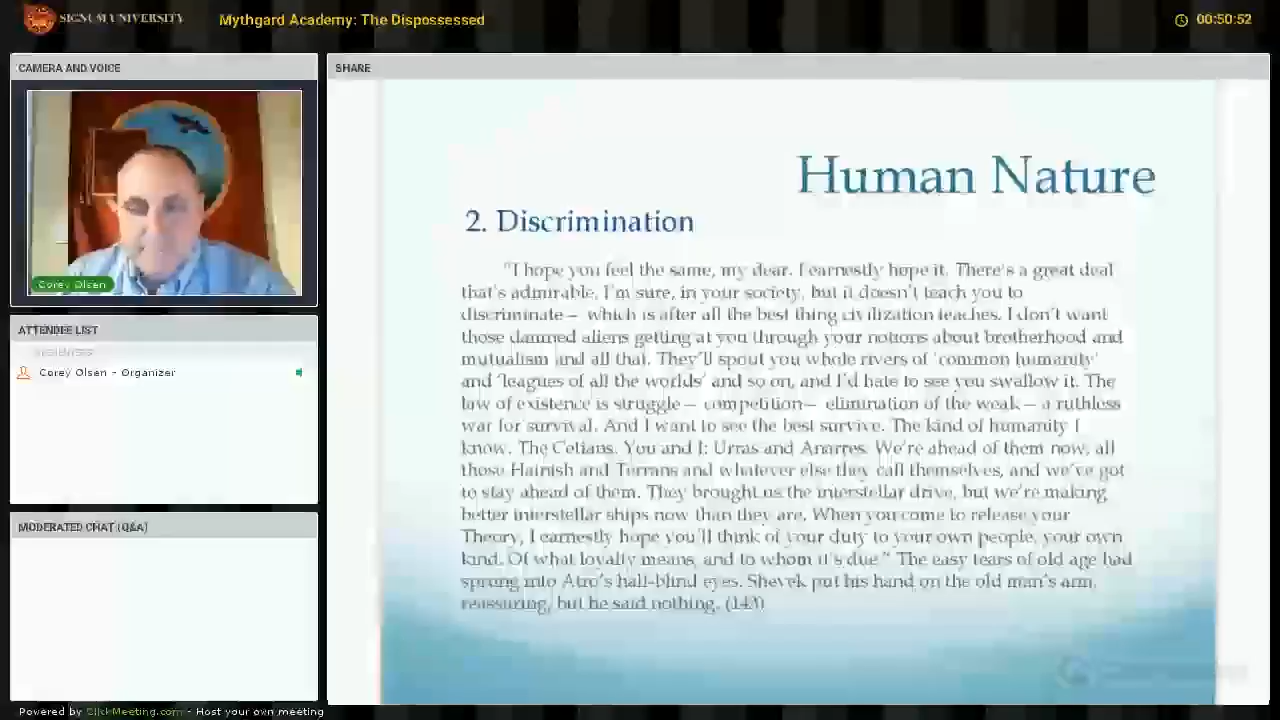 SIGNUM UNIVERSITY
Mythgard Academy: The Dispossessed
00:50:52
CAMERA AND VOICE
Corey Olsen
ATTENDEE LIST
Corey Olsen - Organizer
MODERATED CHAT (Q&A)
Powered by ClickMeeting.com - Host your own meeting
SHARE
Human Nature
2. Discrimination
"I hope you feel the same, my dear. I earnestly hope it. There's a great deal
that's admirable, I'm sure, in your society, but it doesn't teach you to
discriminate – which is after all the best thing civilization teaches. I don't want
those damned aliens getting at you through your notions about brotherhood and
mutualism and all that. They'll spout you whole rivers of 'common humanity'
and 'leagues of all the worlds' and so on, and I'd hate to see you swallow it. The
law of existence is struggle – competition – elimination of the weak – a ruthless
war for survival. And I want to see the best survive. The kind of humanity I
know. The Cetians. You and I: Urras and Anarres. We're ahead of them now, all
those Hainish and Terrans and whatever else they call themselves, and we've got
to stay ahead of them. They brought us the interstellar drive, but we're making
better interstellar ships now than they are. When you come to release your
Theory, I earnestly hope you'll think of your duty to your own people, your own
kind. Of what loyalty means, and to whom it's due." The easy tears of old age had
sprung into Atro's half-blind eyes. Shevek put his hand on the old man's arm,
reassuring, but he said nothing. (143)